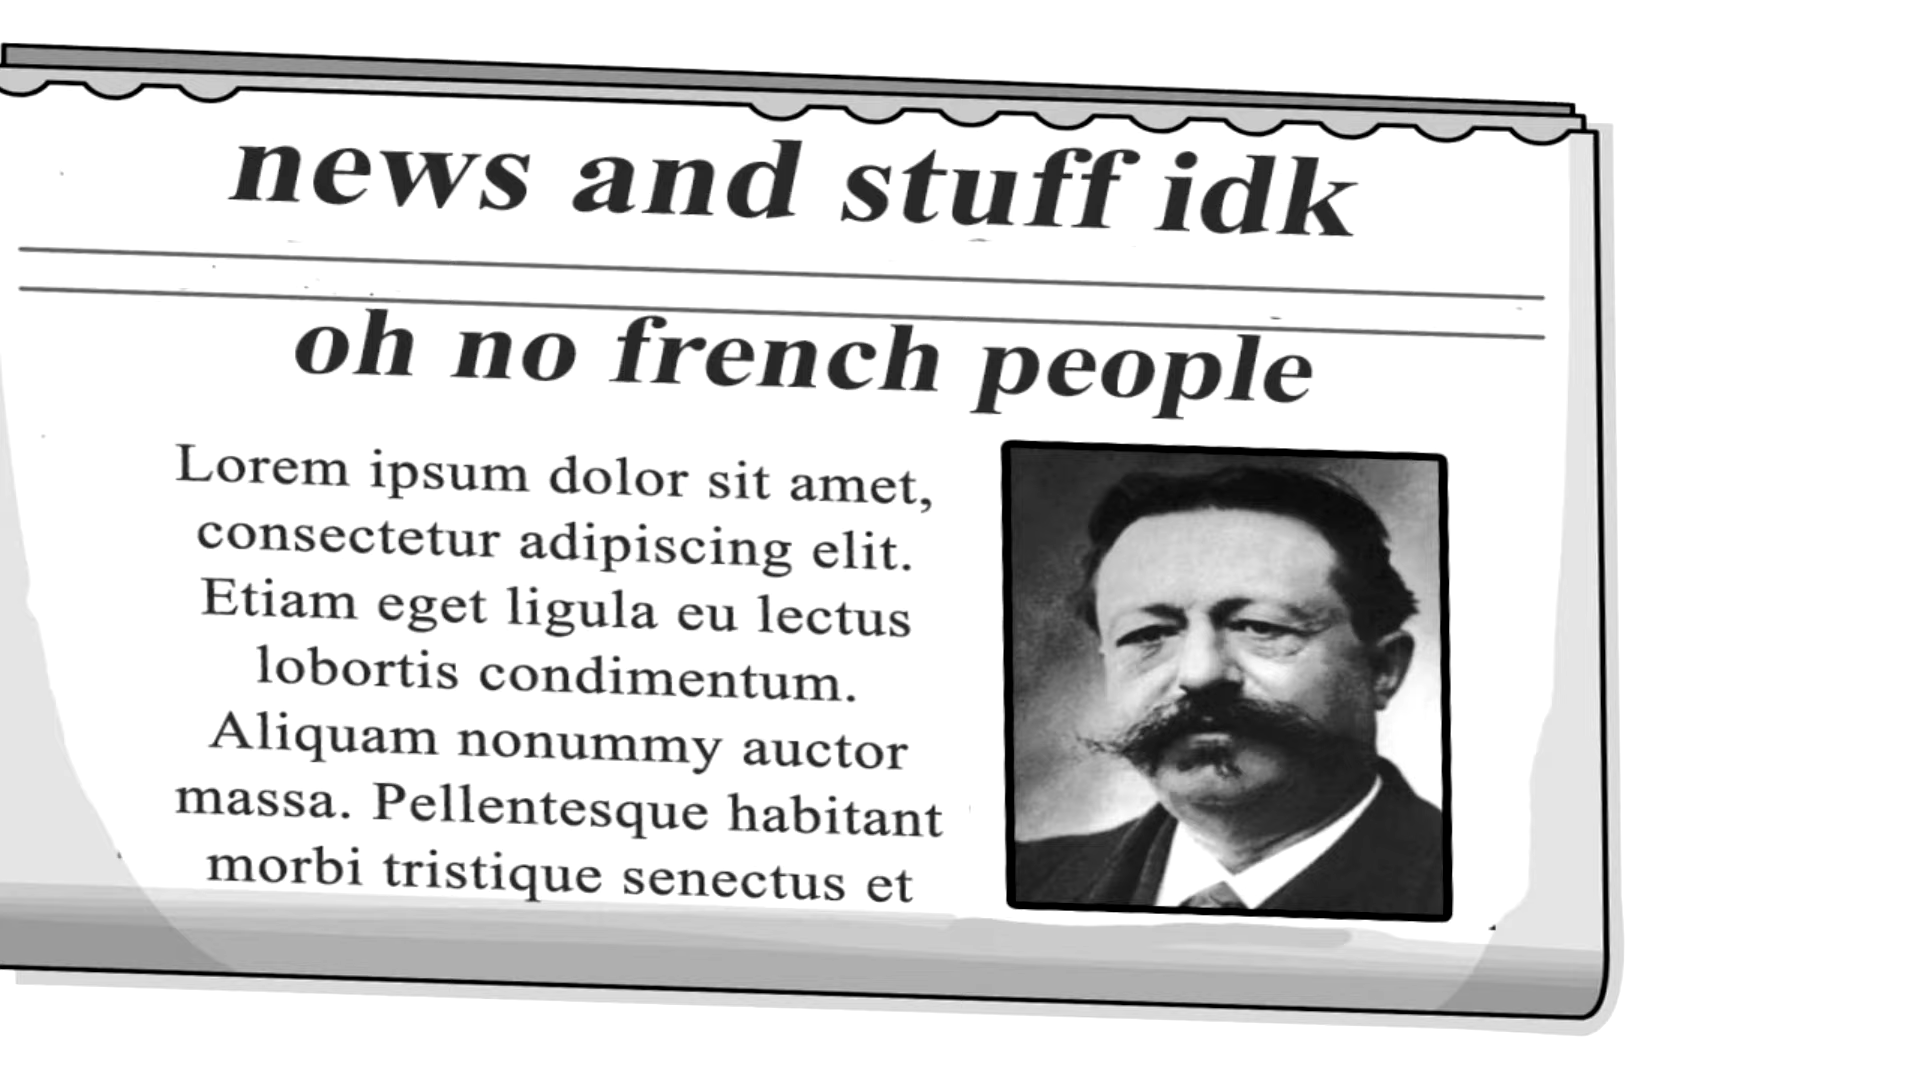 news and stuff idk
oh no french people
Lorem ipsum dolor sit amet,
consectetur adipiscing elit.
Etiam eget ligula eu lectus
lobortis condimentum.
Aliquam nonummy auctor
massa. Pellentesque habitant
morbi tristique senectus et